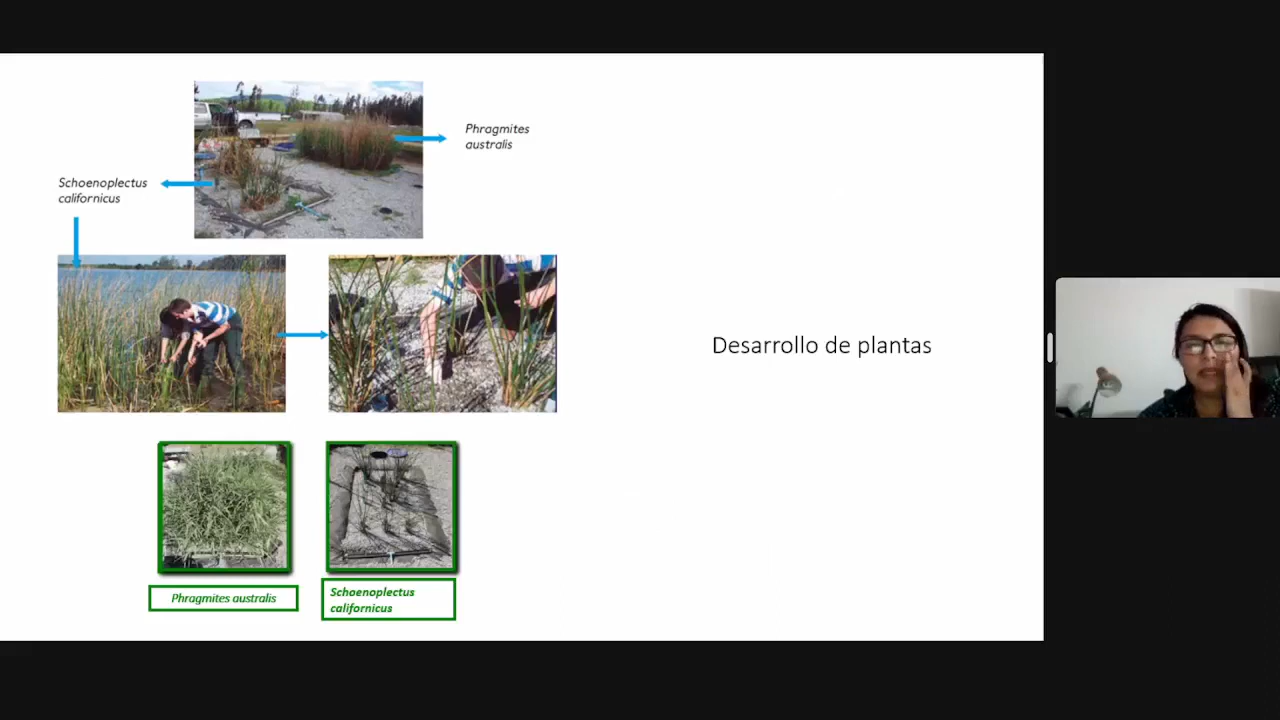 Phragmites
australis
Schoenoplectus
californicus
Desarrollo de plantas
Phragmites australis
Schoenoplectus
californicus